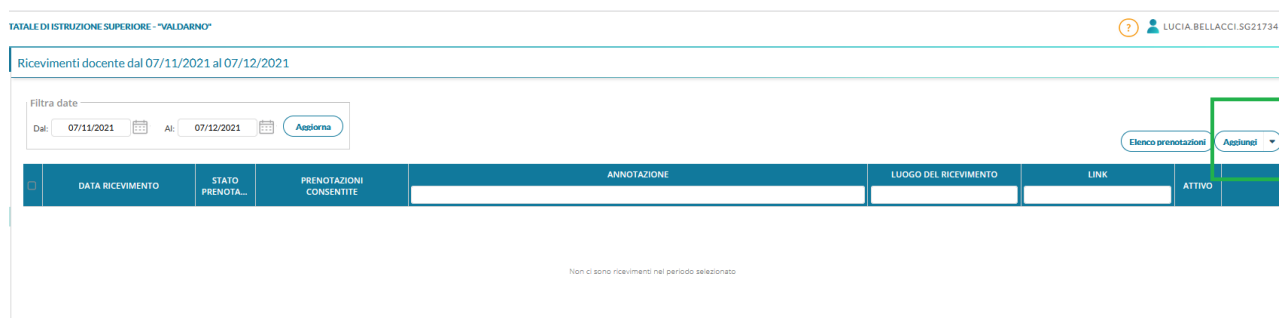 TATALE DI ISTRUZIONE SUPERIORE - "VALDARNO"
? LUCIA.BELLACCI.SG21734
Ricevimenti docente dal 07/11/2021 al 07/12/2021
Filtra date
Dal: 07/11/2021 Al: 07/12/2021 Aggiorna
Elenco prenotazioni Aggiungi
DATA RICEVIMENTO
STATO PRENOTA...
PRENOTAZIONI CONSENTITE
ANNOTAZIONE
LUOGO DEL RICEVIMENTO
LINK
ATTIVO
Non ci sono ricevimenti nel periodo selezionato